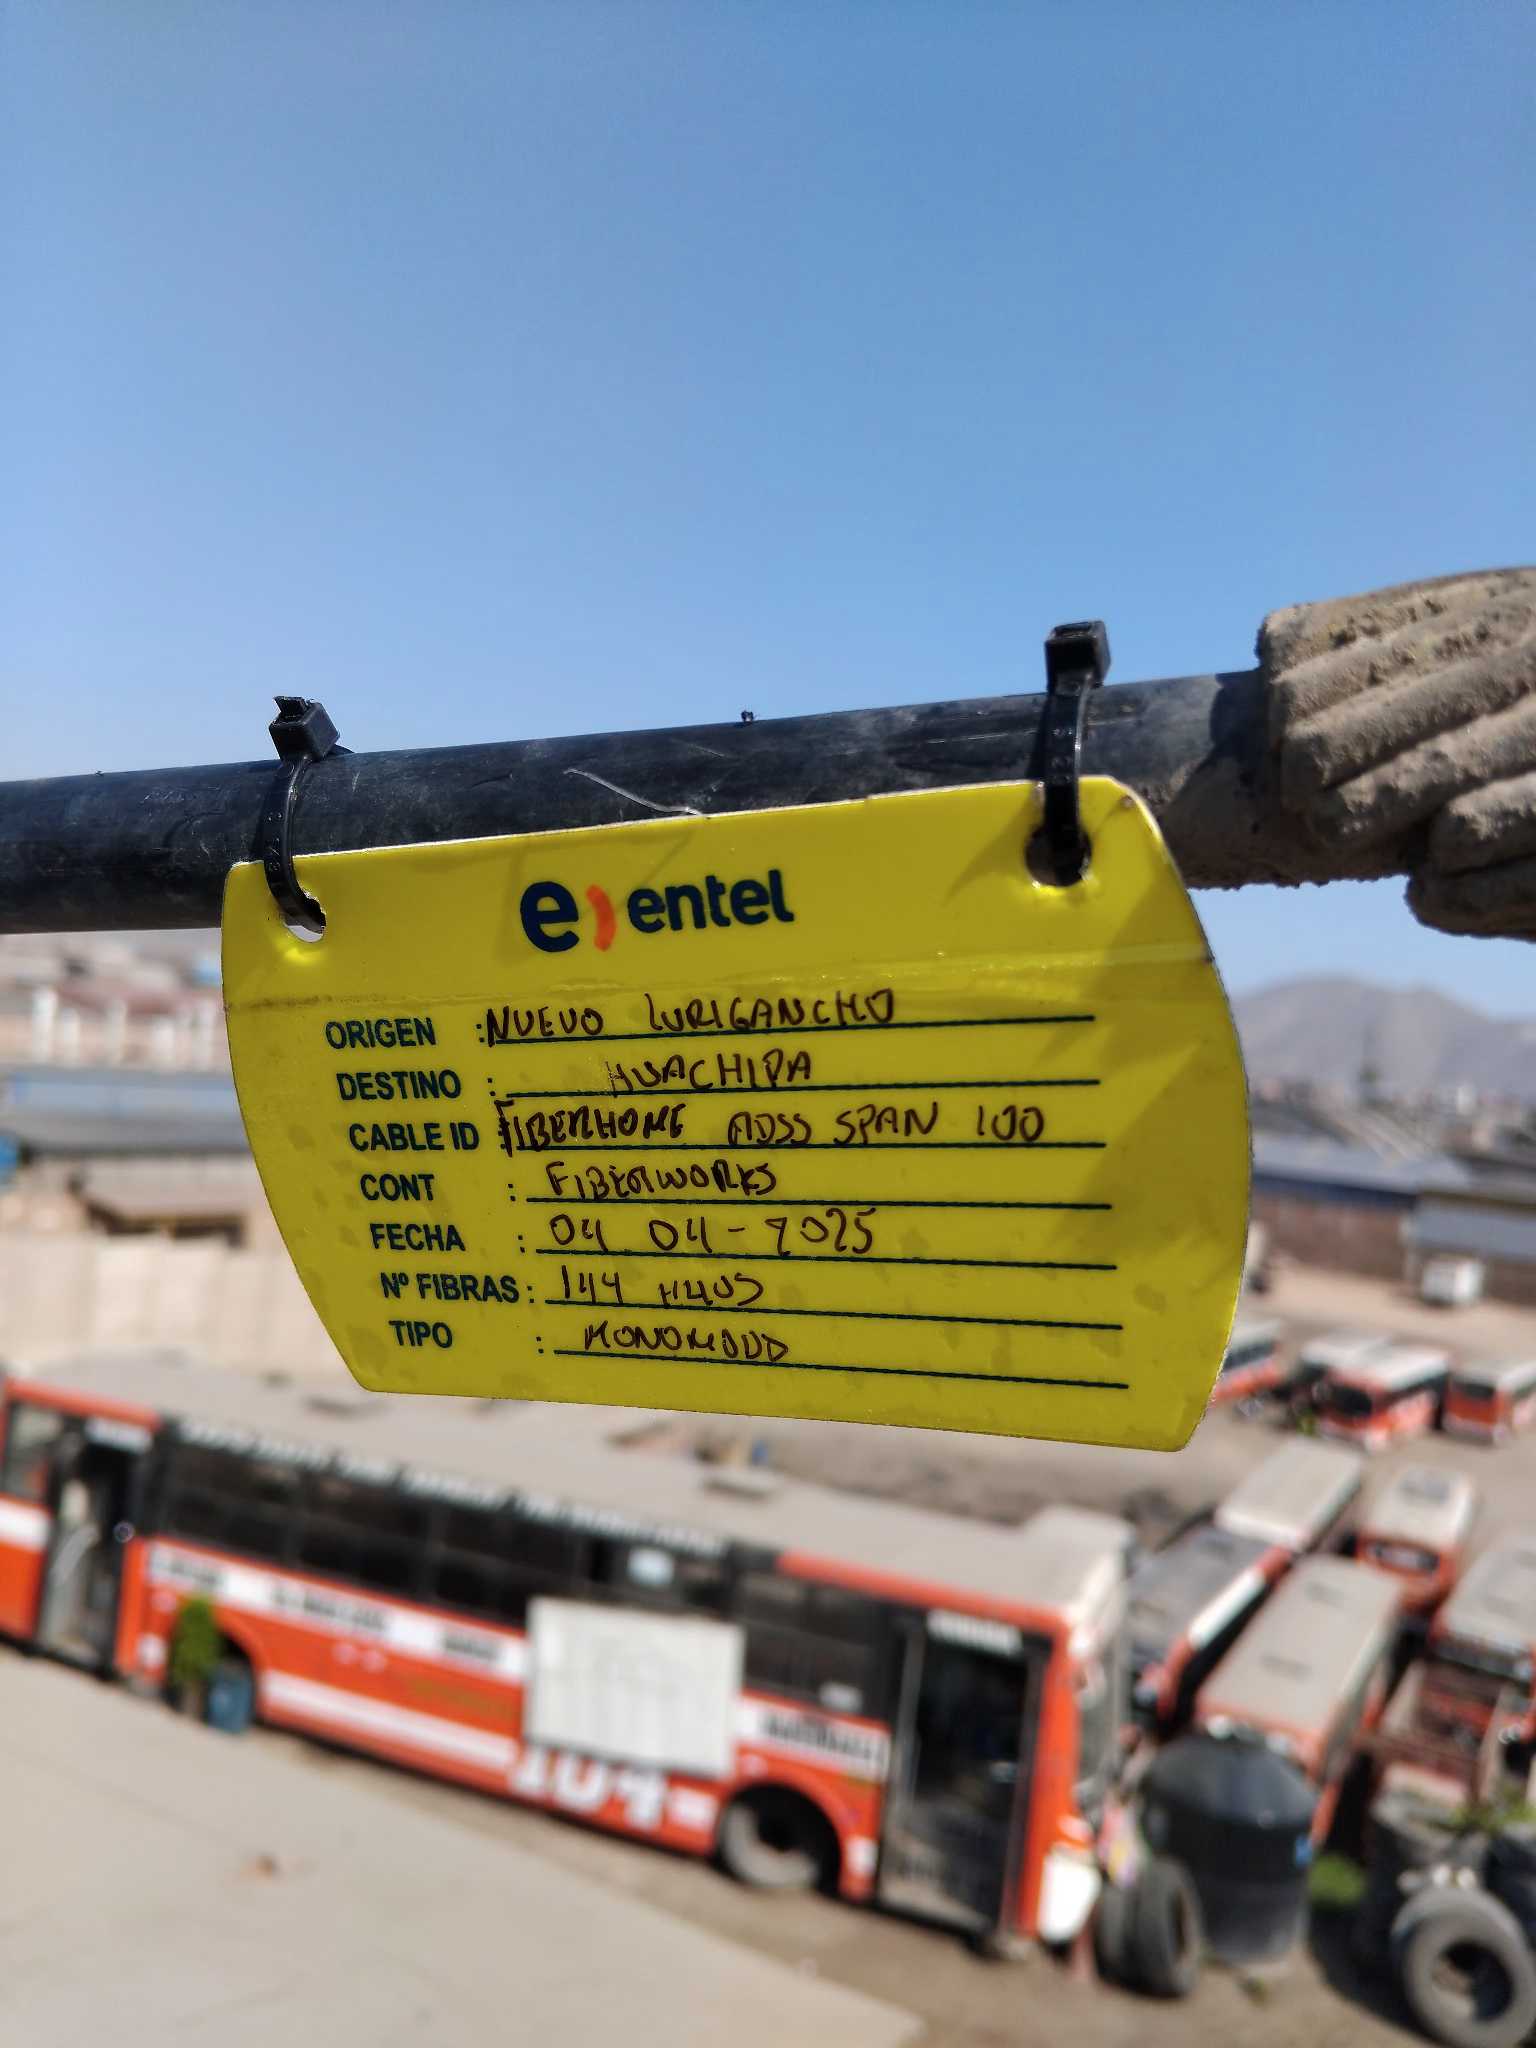 e) entel
ORIGEN : NUEVO LURIGANCHO
DESTINO : HUACHIPA
CABLE ID : FIBERHOME ADSS SPAN 100
CONT : FIBERWORKS
FECHA : 04 04-2025
Nº FIBRAS : 144 HILOS
TIPO : MONOMODO
104